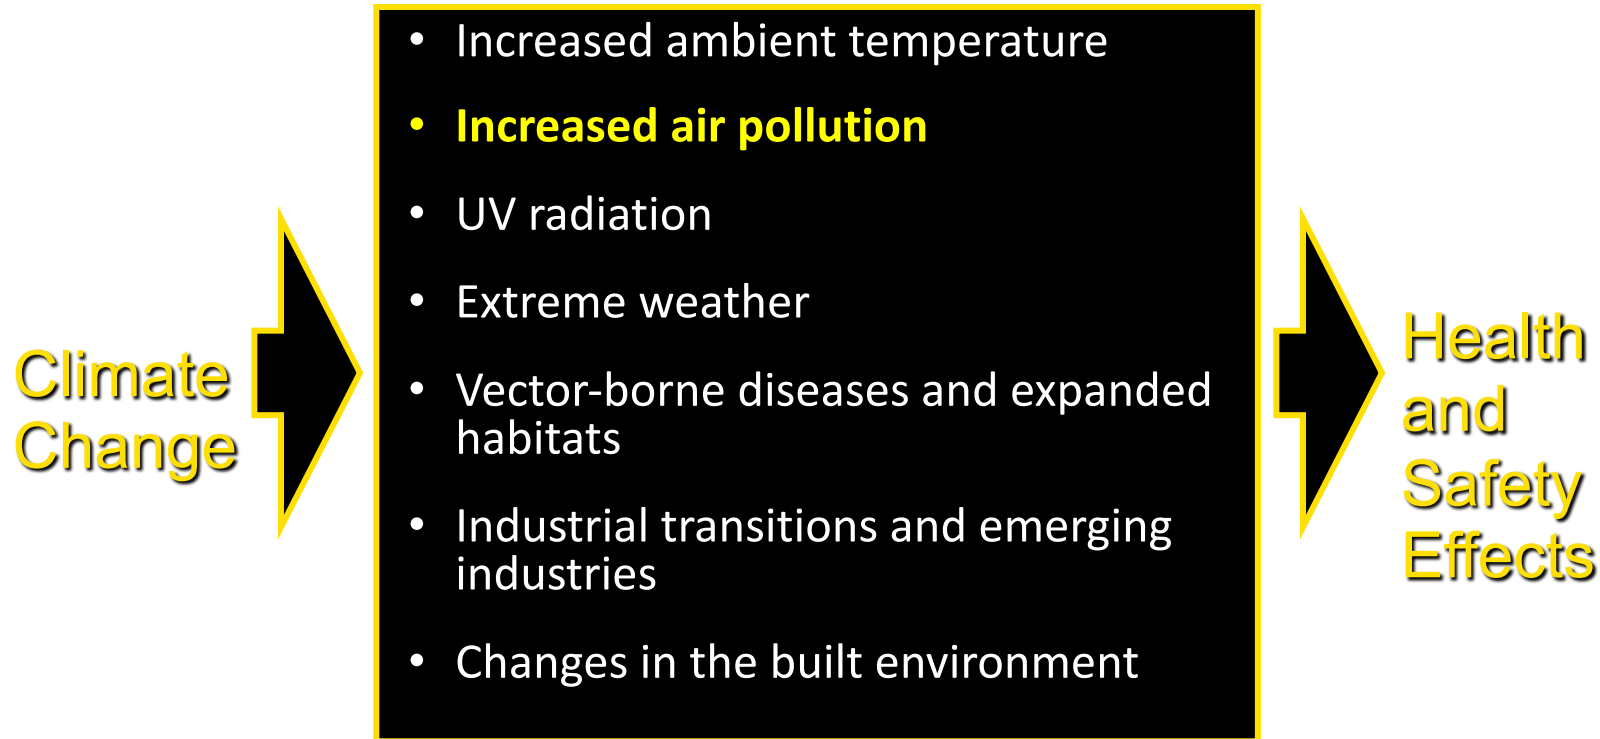 Climate
Change
• Increased ambient temperature
• Increased air pollution
• UV radiation
• Extreme weather
• Vector-borne diseases and expanded
habitats
• Industrial transitions and emerging
industries
• Changes in the built environment
Health
and
Safety
Effects